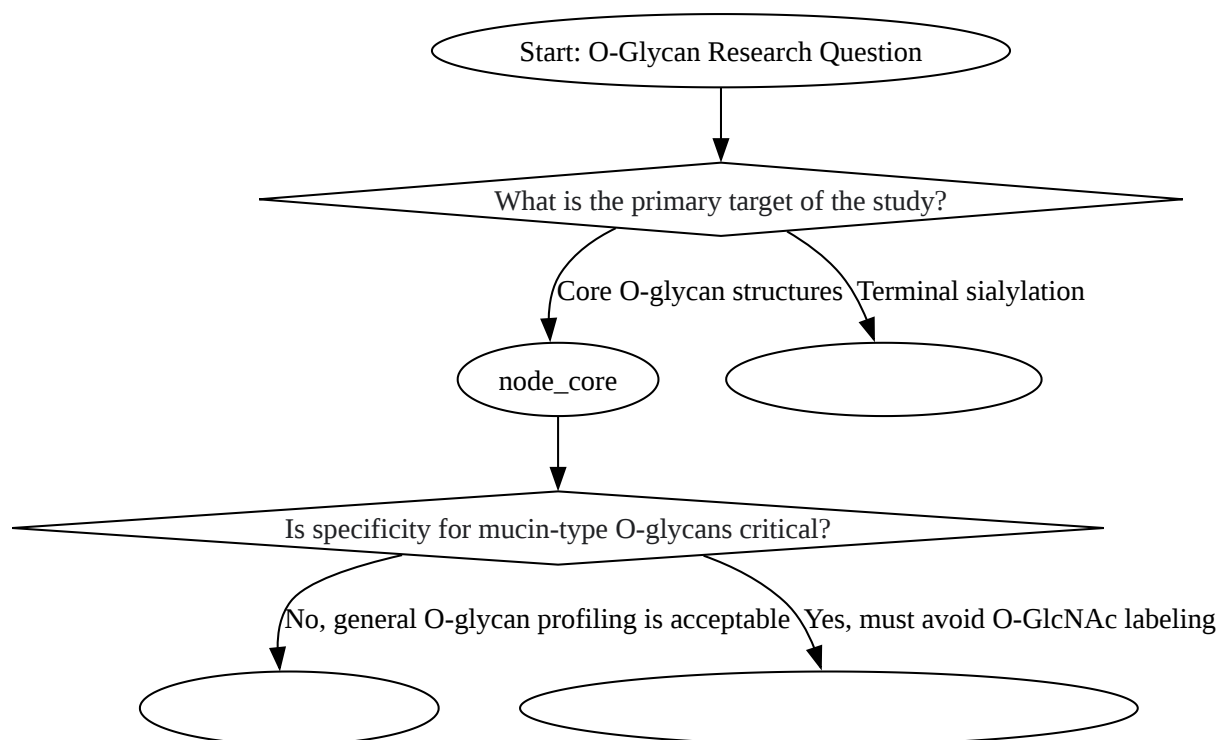 Start: O-Glycan Research Question
What is the primary target of the study?
Core O-glycan structures
Terminal sialylation
node_core
Is specificity for mucin-type O-glycans critical?
No, general O-glycan profiling is acceptable
Yes, must avoid O-GlcNAc labeling